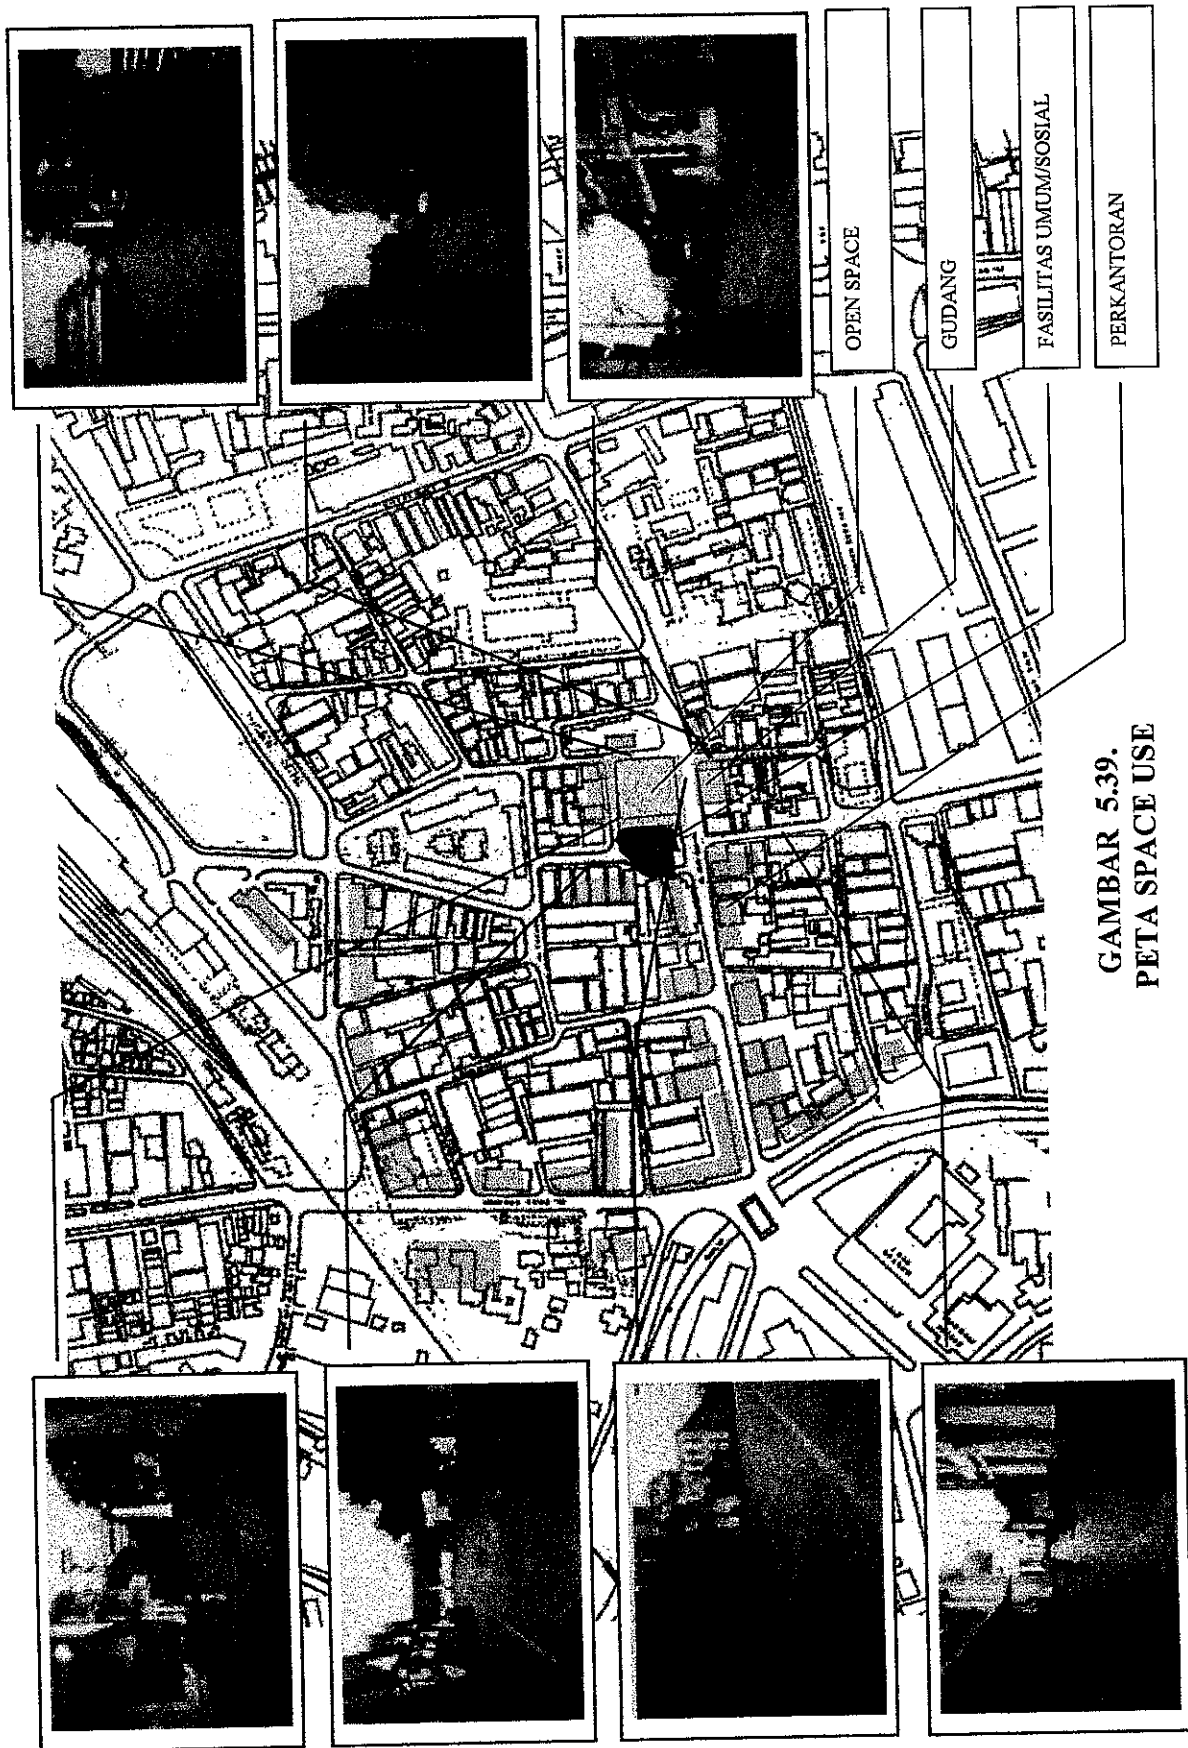 OPEN SPACE
GUDANG
FASILITAS UMUM/SOSIAL
PERKANTORAN
GAMBAR 5.39.
PETA SPACE USE